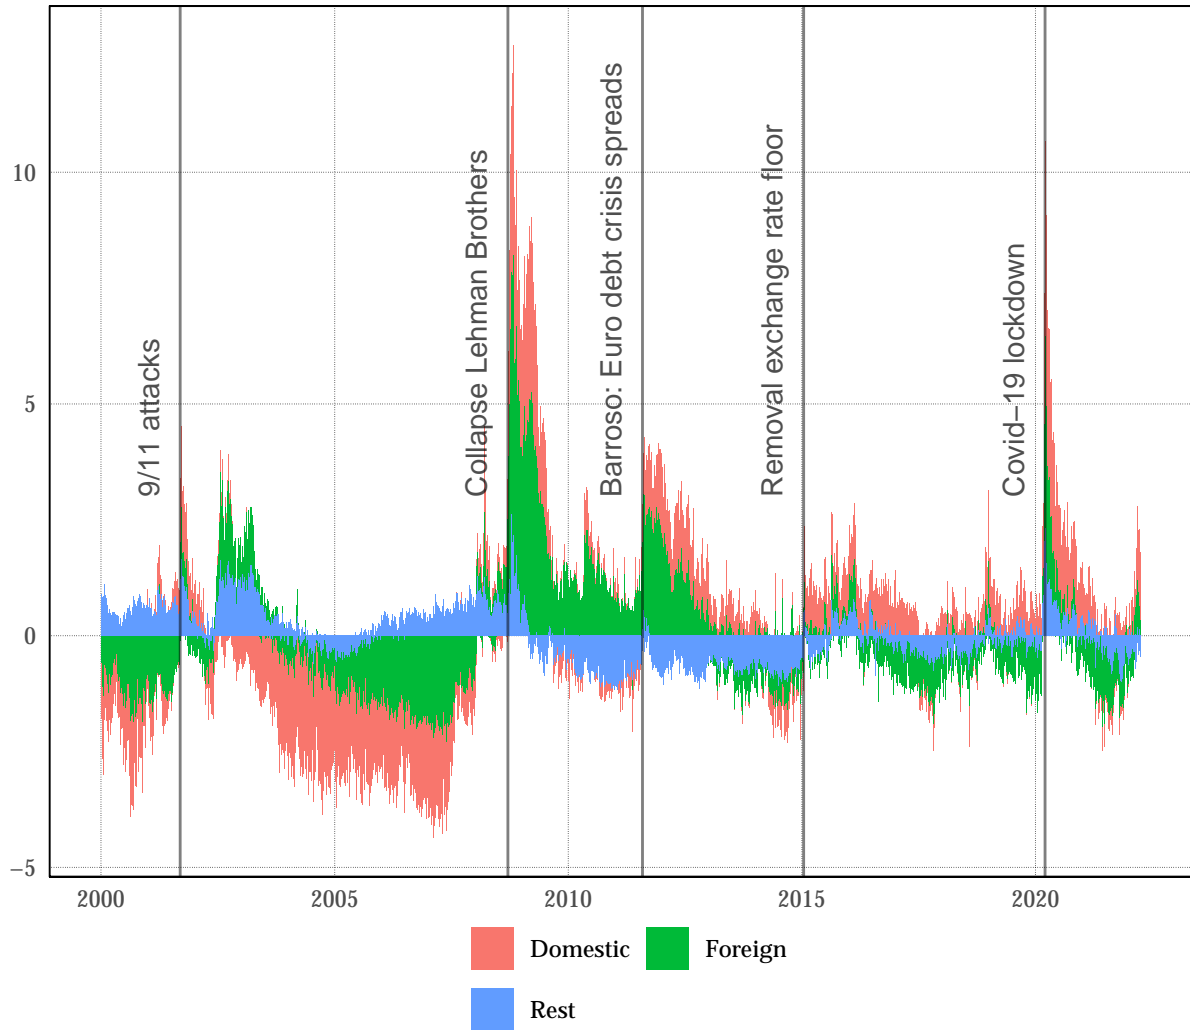 10
5
0
−5
9/11 attacks
Collapse Lehman Brothers
Barroso: Euro debt crisis spreads
Removal exchange rate floor
Covid−19 lockdown
2000
2005
2010
2015
2020
Domestic
Foreign
Rest